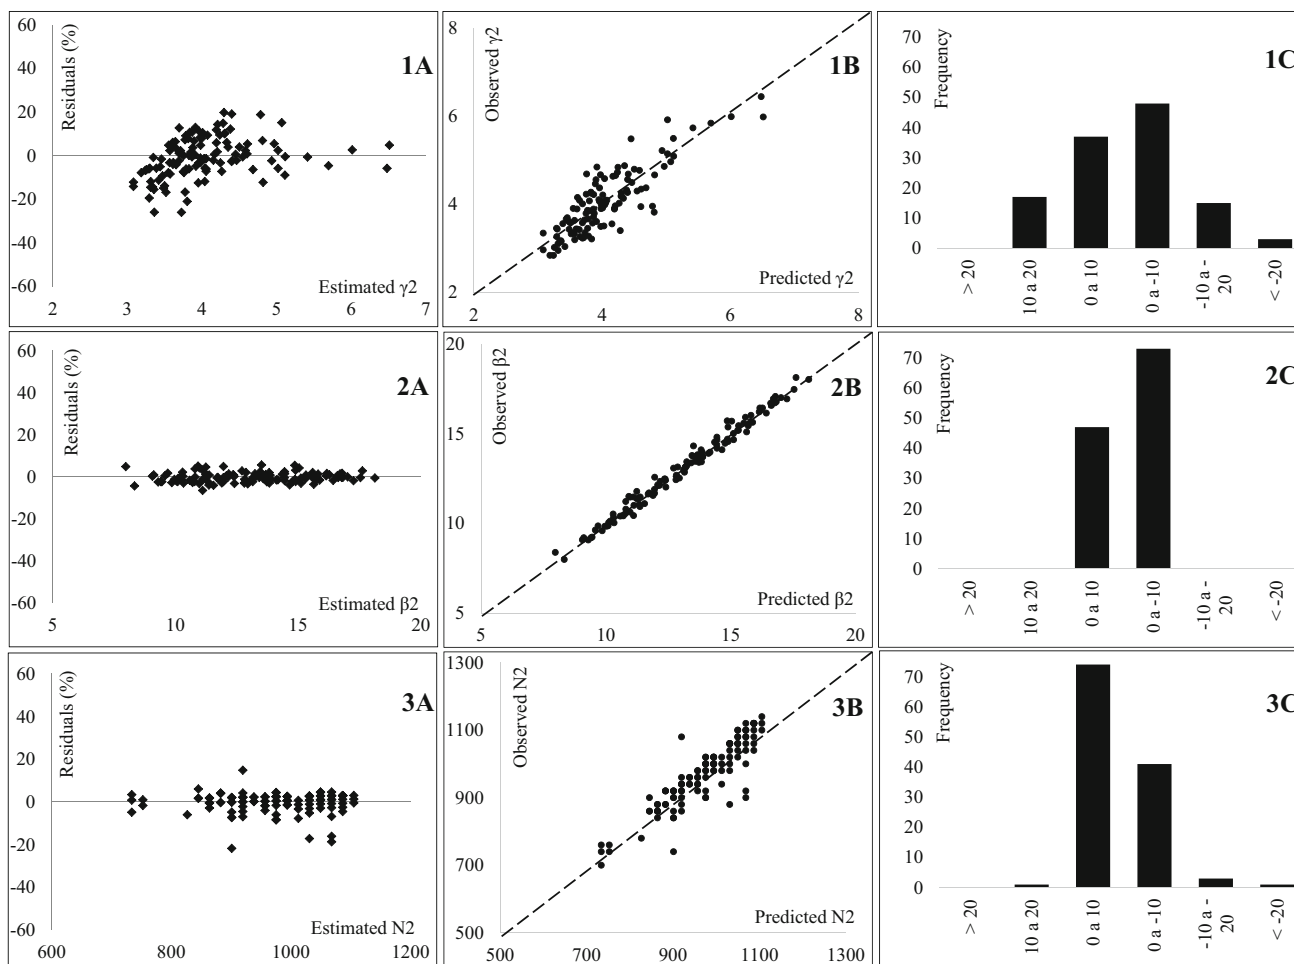 60
40
20
0
-20
-40
-60
Residuals (%)
1A
Estimated γ2
2
3
4
5
6
7
8
6
4
2
Observed γ2
1B
Predicted γ2
2
4
6
8
70
60
50
40
30
20
10
0
Frequency
1C
> 20
10 a 20
0 a 10
0 a -10
-10 a -
20
< -20
60
40
20
0
-20
-40
-60
Residuals (%)
2A
Estimated β2
5
10
15
20
20
15
10
5
Observed β2
2B
Predicted β2
5
10
15
20
70
60
50
40
30
20
10
0
Frequency
2C
> 20
10 a 20
0 a 10
0 a -10
-10 a -
20
< -20
60
40
20
0
-20
-40
-60
Residuals (%)
3A
Estimated N2
600
800
1000
1200
1300
1100
900
700
500
Observed N2
3B
Predicted N2
500
700
900
1100
1300
70
60
50
40
30
20
10
0
Frequency
3C
> 20
10 a 20
0 a 10
0 a -10
-10 a -
20
< -20